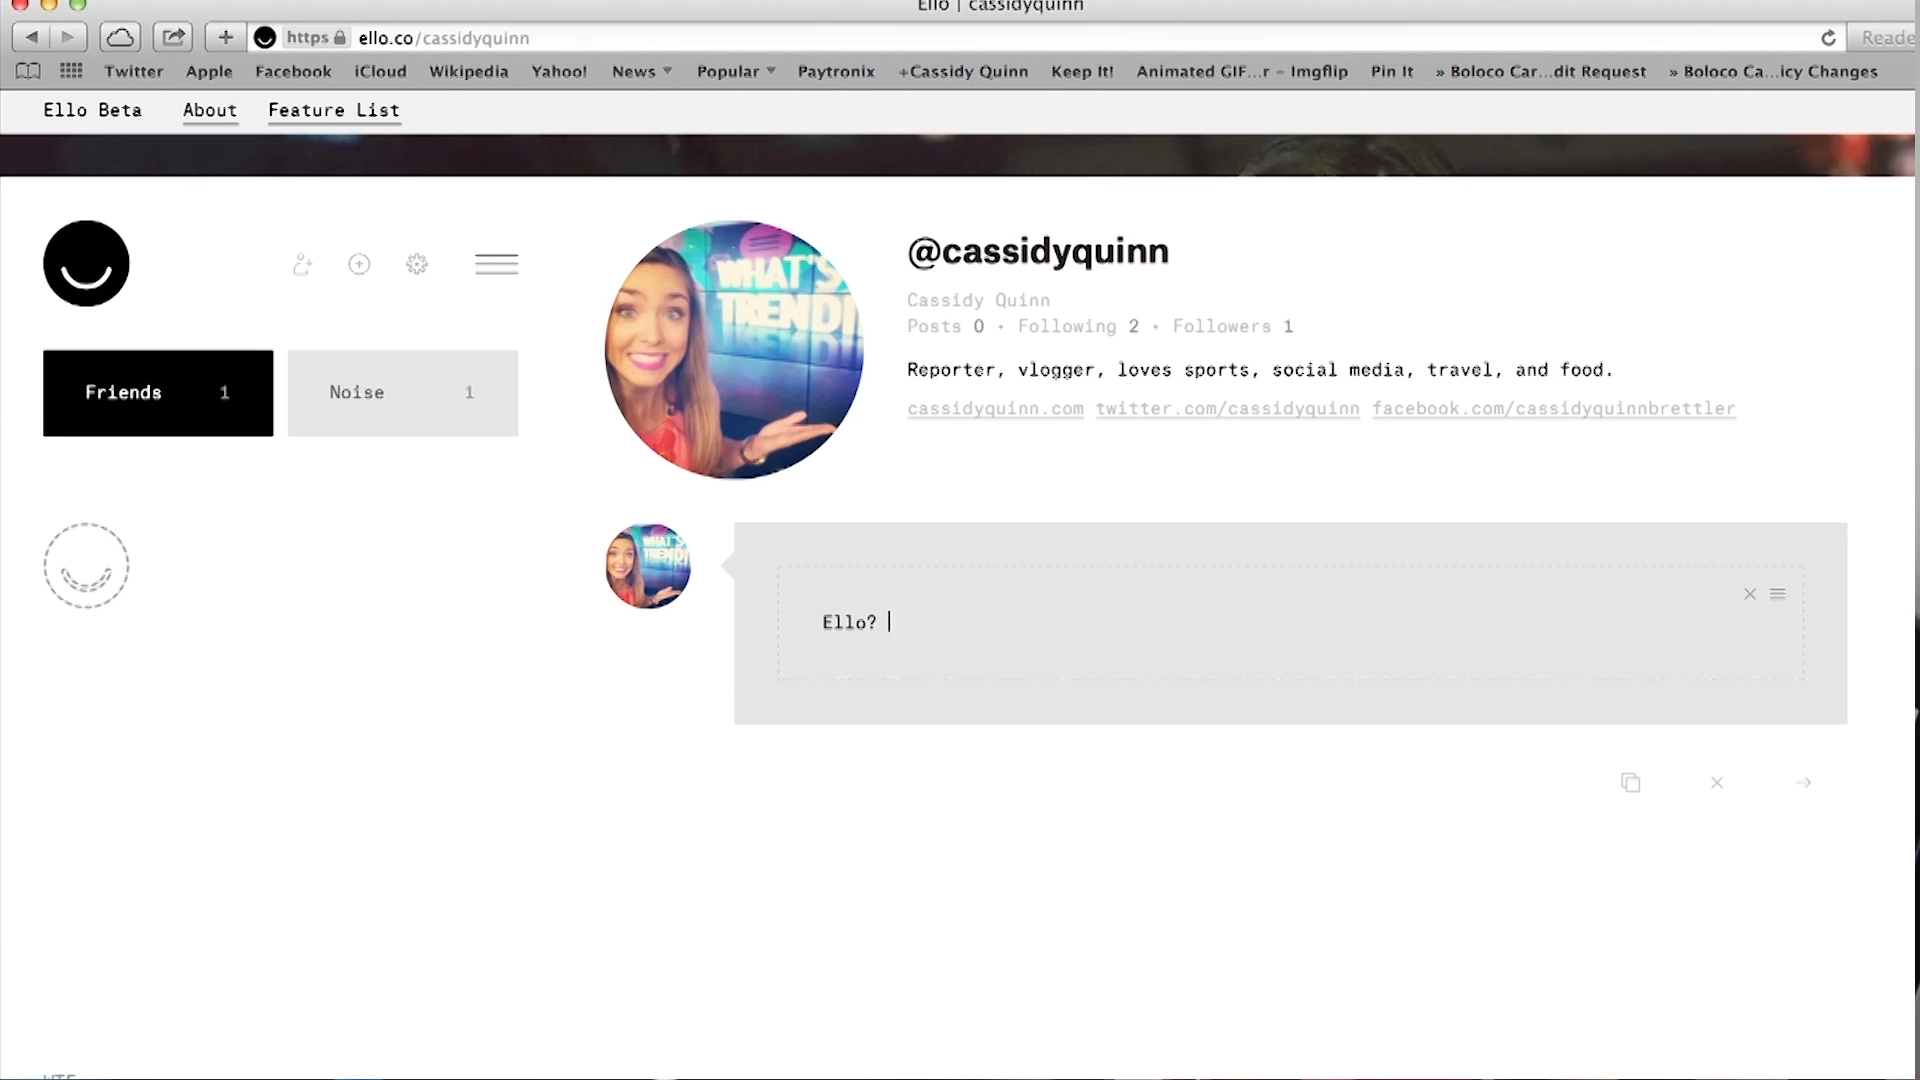 Ello | cassidyquinn
https ello.co/cassidyquinn Reade
Twitter Apple Facebook iCloud Wikipedia Yahoo! News Popular Paytronix +Cassidy Quinn Keep It! Animated GIF...r - Imgflip Pin It » Boloco Car...dit Request » Boloco Ca...icy Changes
Ello Beta About Feature List
@cassidyquinn
Cassidy Quinn
Posts 0 • Following 2 • Followers 1
Reporter, vlogger, loves sports, social media, travel, and food.
cassidyquinn.com twitter.com/cassidyquinn facebook.com/cassidyquinnbrettler
Friends 1
Noise 1
WHAT'S
TRENDI
WHAT'S
TRENDI
Ello?
WTF